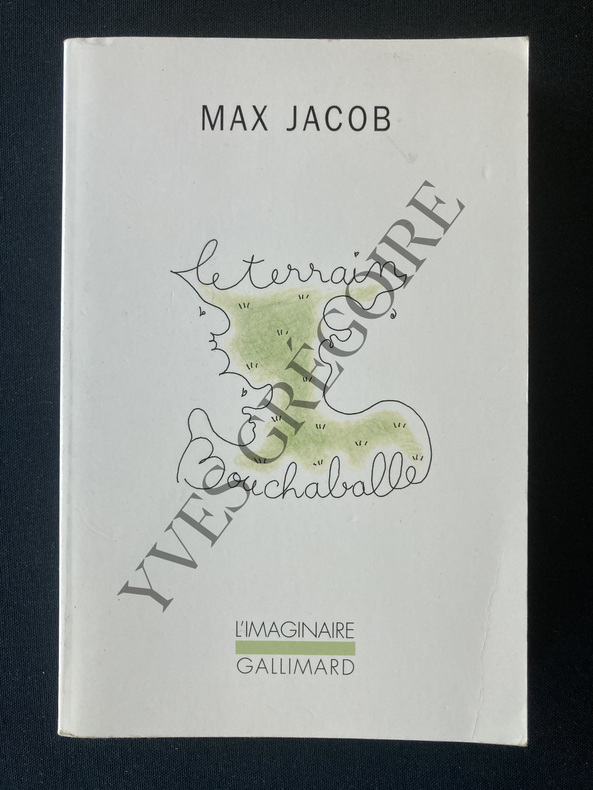 MAX JACOB
le terrain
Bouchaballe
YVES GRÉGOIRE
L'IMAGINAIRE
GALLIMARD